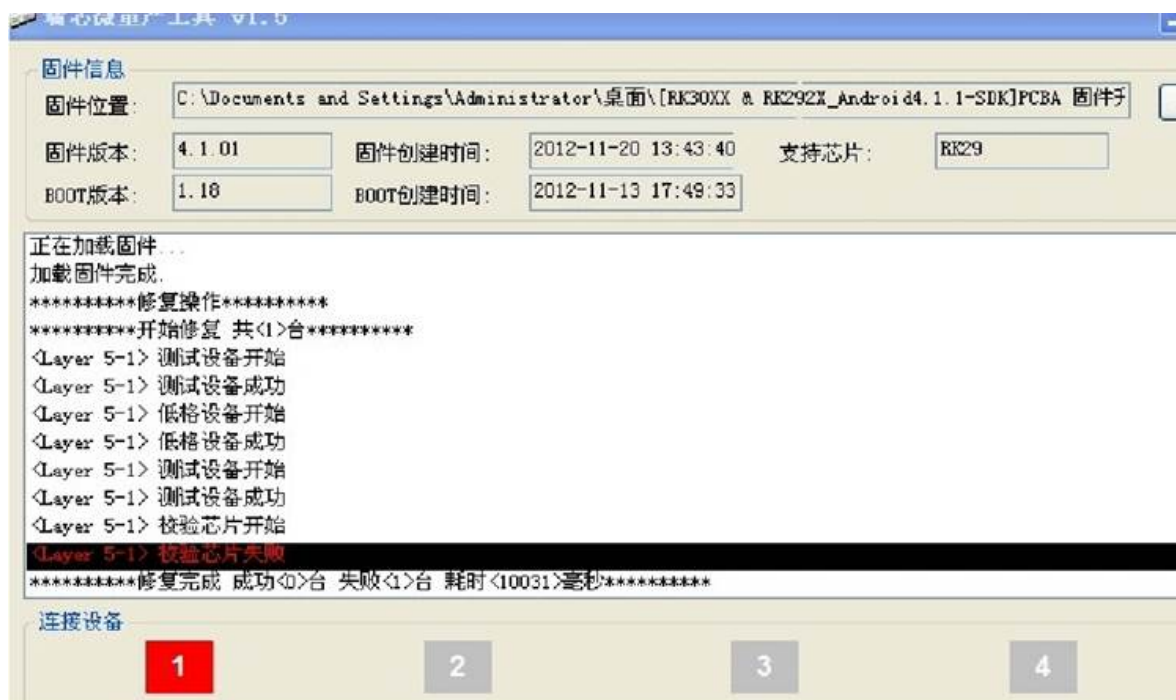 瑞芯微量产工具 v1.5
固件信息
固件位置: C:\Documents and Settings\Administrator\桌面\[RK30XX & RK292X_Android4.1.1-SDK]PCBA 固件
固件版本: 4.1.01 固件创建时间: 2012-11-20 13:43:40 支持芯片: RK29
BOOT版本: 1.18 BOOT创建时间: 2012-11-13 17:49:33
正在加载固件...
加载固件完成.
**********修复操作**********
**********开始修复 共<1>台**********
<Layer 5-1> 测试设备开始
<Layer 5-1> 测试设备成功
<Layer 5-1> 低格设备开始
<Layer 5-1> 低格设备成功
<Layer 5-1> 测试设备开始
<Layer 5-1> 测试设备成功
<Layer 5-1> 校验芯片开始
<Layer 5-1> 校验芯片失败
**********修复完成 成功<0>台 失败<1>台 耗时<10031>毫秒**********
连接设备
1 2 3 4